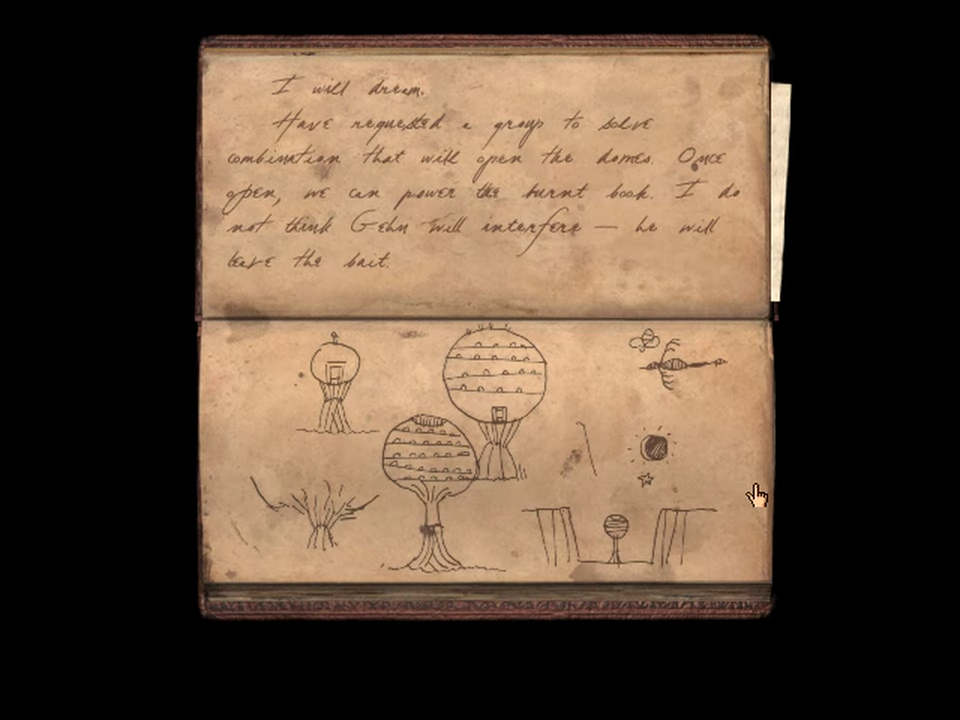 I will dream.
Have requested a group to solve
combination that will open the domes. Once
open, we can power the burnt book. I do
not think Gehn will interfere — he will
leave the bait.